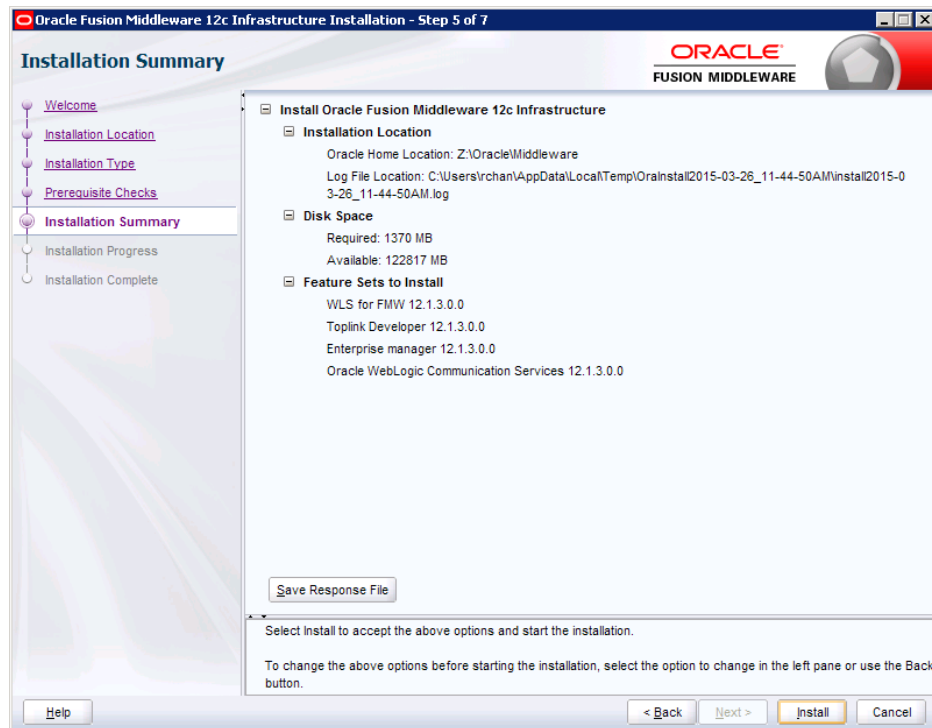 Oracle Fusion Middleware 12c Infrastructure Installation - Step 5 of 7
Installation Summary
ORACLE
FUSION MIDDLEWARE
Welcome
Installation Location
Installation Type
Prerequisite Checks
Installation Summary
Installation Progress
Installation Complete
Install Oracle Fusion Middleware 12c Infrastructure
Installation Location
Oracle Home Location: Z:\Oracle\Middleware
Log File Location: C:\Users\rchan\AppData\Local\Temp\OraInstall2015-03-26_11-44-50AM\install2015-0
3-26_11-44-50AM.log
Disk Space
Required: 1370 MB
Available: 122817 MB
Feature Sets to Install
WLS for FMW 12.1.3.0.0
Toplink Developer 12.1.3.0.0
Enterprise manager 12.1.3.0.0
Oracle WebLogic Communication Services 12.1.3.0.0
Save Response File
Select Install to accept the above options and start the installation.
To change the above options before starting the installation, select the option to change in the left pane or use the Back
button.
Help
< Back
Next >
Install
Cancel